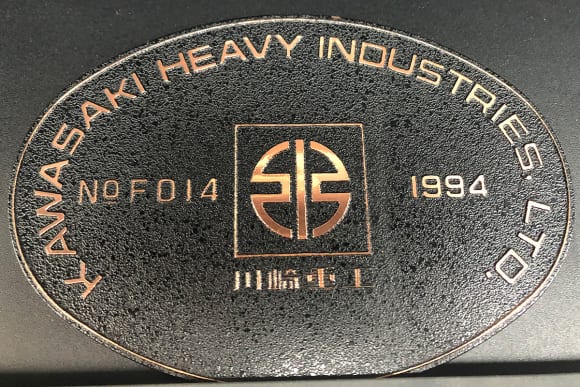 KAWASAKI HEAVY INDUSTRIES, LTD.
No F014
1994
川崎重工